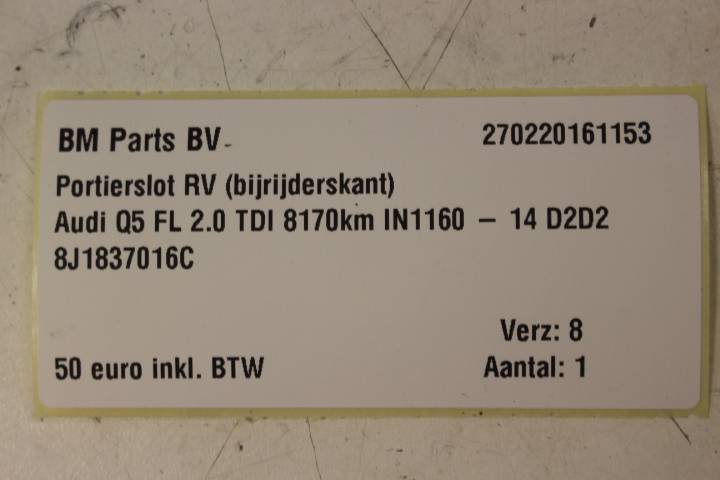 BM Parts BV 270220161153
Portierslot RV (bijrijderskant)
Audi Q5 FL 2.0 TDI 8170km IN1160 – 14 D2D2
8J1837016C
Verz: 8
50 euro inkl. BTW Aantal: 1